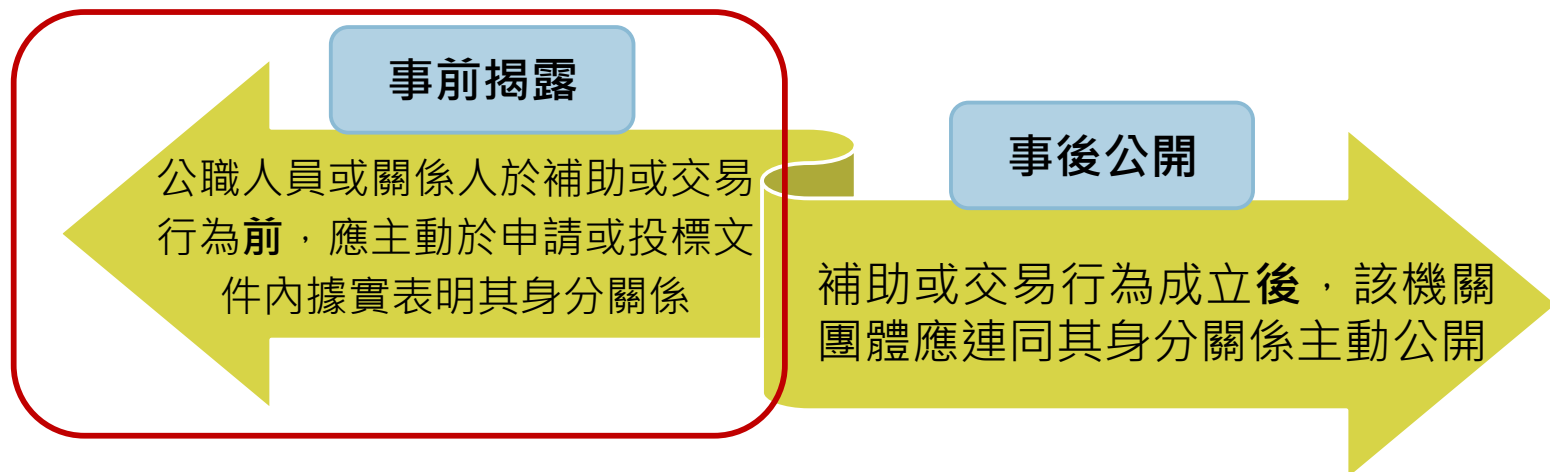 事前揭露
公職人員或關係人於補助或交易
行為前，應主動於申請或投標文
件內據實表明其身分關係
事後公開
補助或交易行為成立後，該機關
團體應連同其身分關係主動公開